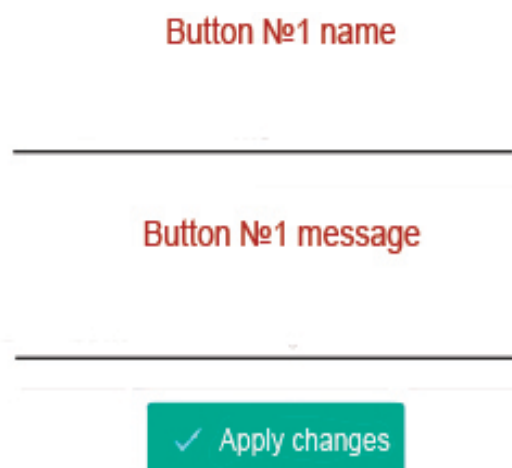 Button №1 name
Button №1 message
Apply changes